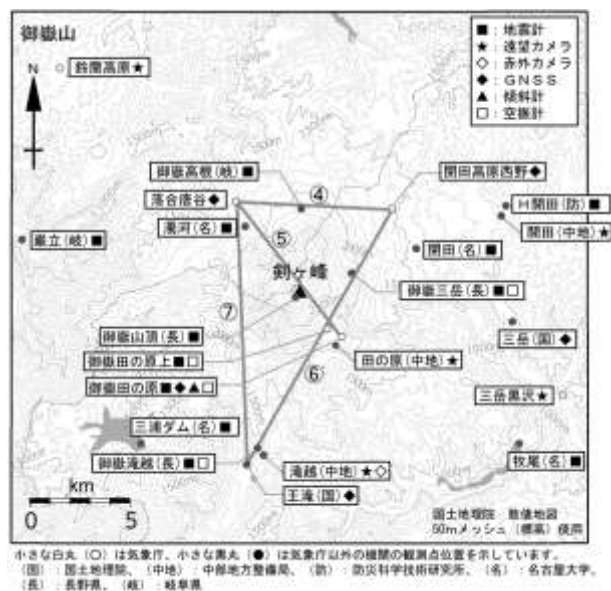 御嶽山
■：地震計
★：遠望カメラ
◇：赤外カメラ
◆：ＧＮＳＳ
▲：傾斜計
□：空振計
N
鈴蘭高原★
御嶽高根（岐）■
④
開田高原西野◆
落合唐谷◆
濁河（名）■
H開田（防）■
開田（中地）★
巌立（岐）■
⑤
開田（名）■
剣ヶ峰
御嶽三岳（長）■□
⑦
御嶽山頂（長）■
三岳（国）◆
御嶽田の原上■□
田の原（中地）★
御嶽田の原■◆▲□
⑥
三岳黒沢★
三浦ダム（名）■
御嶽滝越（長）■□
滝越（中地）★◇
牧尾（名）■
王滝（国）◆
km
0 5
国土地理院 数値地図
50mメッシュ（標高）使用
小さな白丸（○）は気象庁、小さな黒丸（●）は気象庁以外の機関の観測点位置を示しています。
（国）：国土地理院、（中地）：中部地方整備局、（防）：防災科学技術研究所、（名）：名古屋大学、
（長）：長野県、（岐）：岐阜県